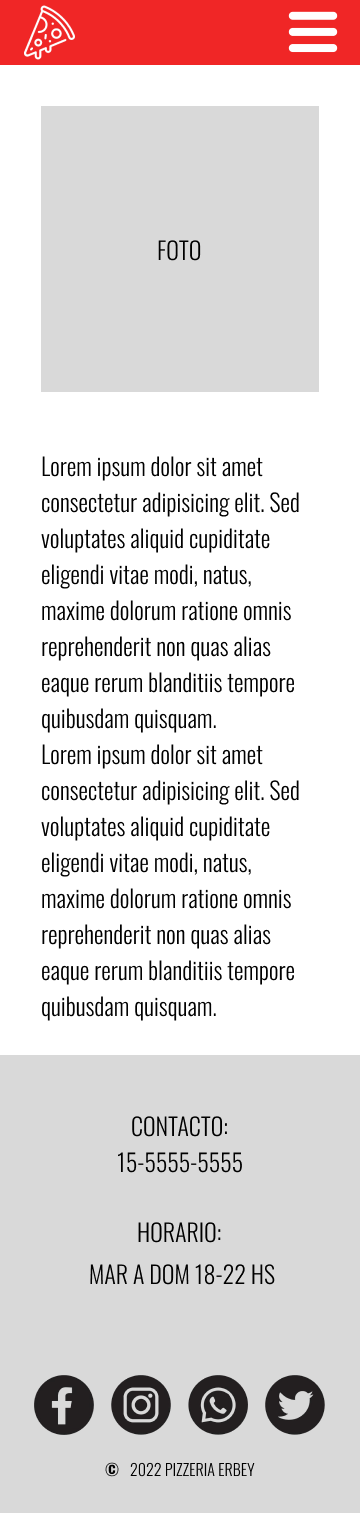 FOTO
Lorem ipsum dolor sit amet
consectetur adipisicing elit. Sed
voluptates aliquid cupiditate
eligendi vitae modi, natus,
maxime dolorum ratione omnis
reprehenderit non quas alias
eaque rerum blanditiis tempore
quibusdam quisquam.
Lorem ipsum dolor sit amet
consectetur adipisicing elit. Sed
voluptates aliquid cupiditate
eligendi vitae modi, natus,
maxime dolorum ratione omnis
reprehenderit non quas alias
eaque rerum blanditiis tempore
quibusdam quisquam.
CONTACTO:
15-5555-5555
HORARIO:
MAR A DOM 18-22 HS
© 2022 PIZZERIA ERBEY